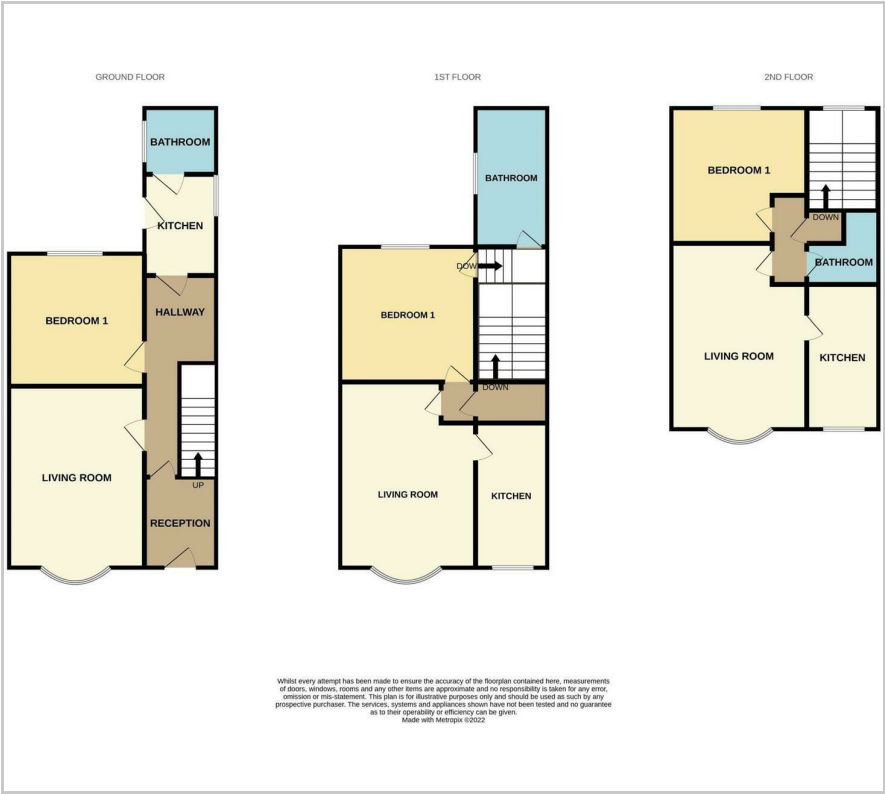 GROUND FLOOR
BATHROOM
KITCHEN
HALLWAY
BEDROOM 1
LIVING ROOM
UP
RECEPTION
1ST FLOOR
BATHROOM
DOWN
BEDROOM 1
DOWN
LIVING ROOM
KITCHEN
2ND FLOOR
BEDROOM 1
DOWN
BATHROOM
LIVING ROOM
KITCHEN
Whilst every attempt has been made to ensure the accuracy of the floorplan contained here, measurements
of doors, windows, rooms and any other items are approximate and no responsibility is taken for any error,
omission or mis-statement. This plan is for illustrative purposes only and should be used as such by any
prospective purchaser. The services, systems and appliances shown have not been tested and no guarantee
as to their operability or efficiency can be given.
Made with Metropix ©2022